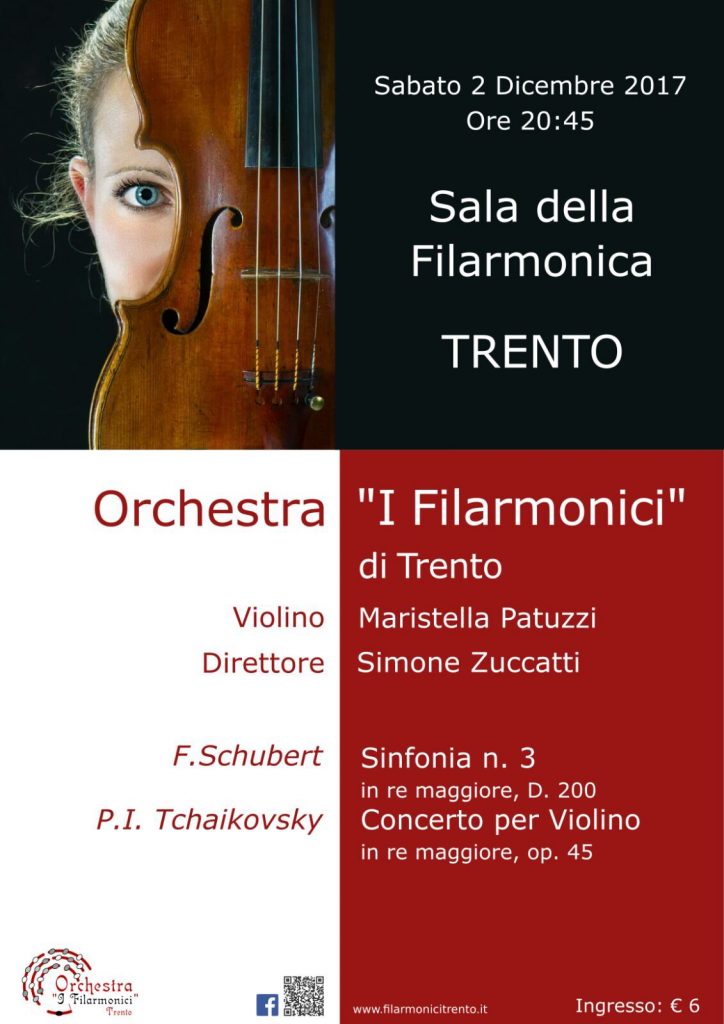 Sabato 2 Dicembre 2017
Ore 20:45
Sala della
Filarmonica
TRENTO
Orchestra "I Filarmonici"
di Trento
Violino Maristella Patuzzi
Direttore Simone Zuccatti
F.Schubert Sinfonia n. 3
in re maggiore, D. 200
P.I. Tchaikovsky Concerto per Violino
in re maggiore, op. 45
Orchestra
"I Filarmonici"
Trento
f
www.filarmonicitrento.it
Ingresso: € 6